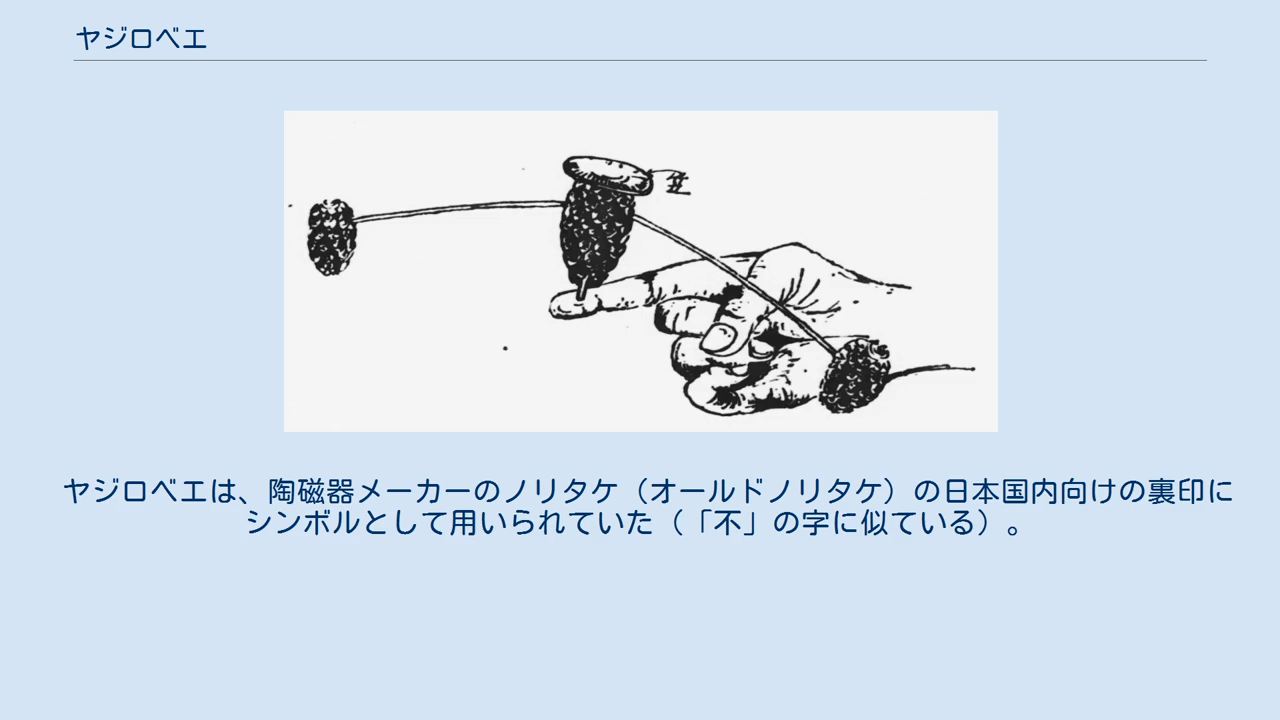 ヤジロベエ
笠
ヤジロベエは、陶磁器メーカーのノリタケ（オールドノリタケ）の日本国内向けの裏印に
シンボルとして用いられていた（「不」の字に似ている）。